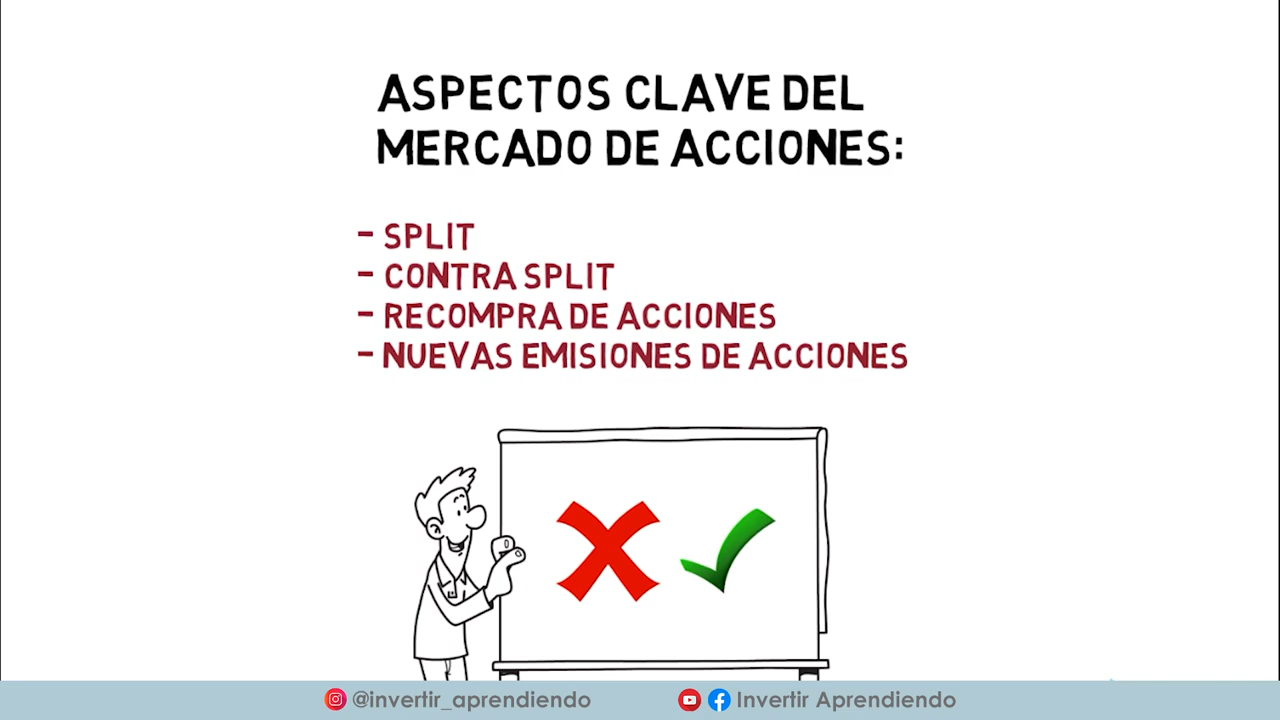 ASPECTOS CLAVE DEL
MERCADO DE ACCIONES:
- SPLIT
- CONTRA SPLIT
- RECOMPRA DE ACCIONES
- NUEVAS EMISIONES DE ACCIONES
@invertir_aprendiendo Invertir Aprendiendo